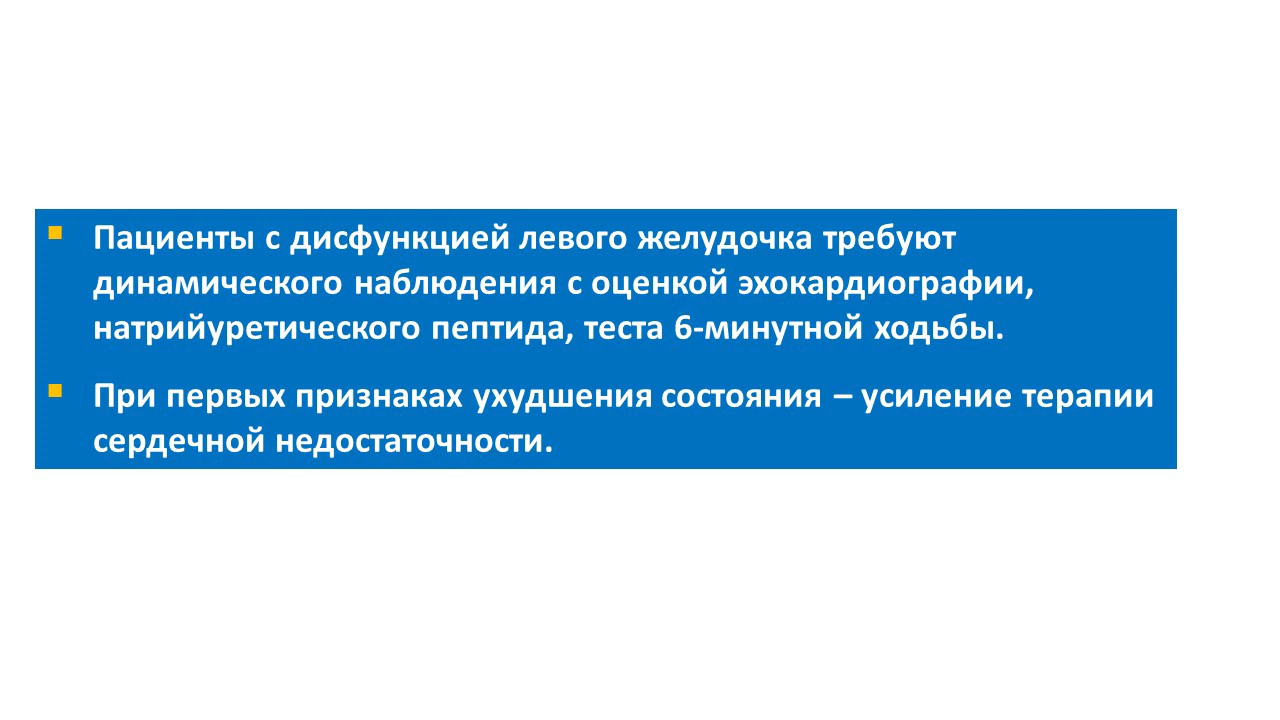 Пациенты с дисфункцией левого желудочка требуют
динамического наблюдения с оценкой эхокардиографии,
натрийуретического пептида, теста 6-минутной ходьбы.
При первых признаках ухудшения состояния – усиление терапии
сердечной недостаточности.